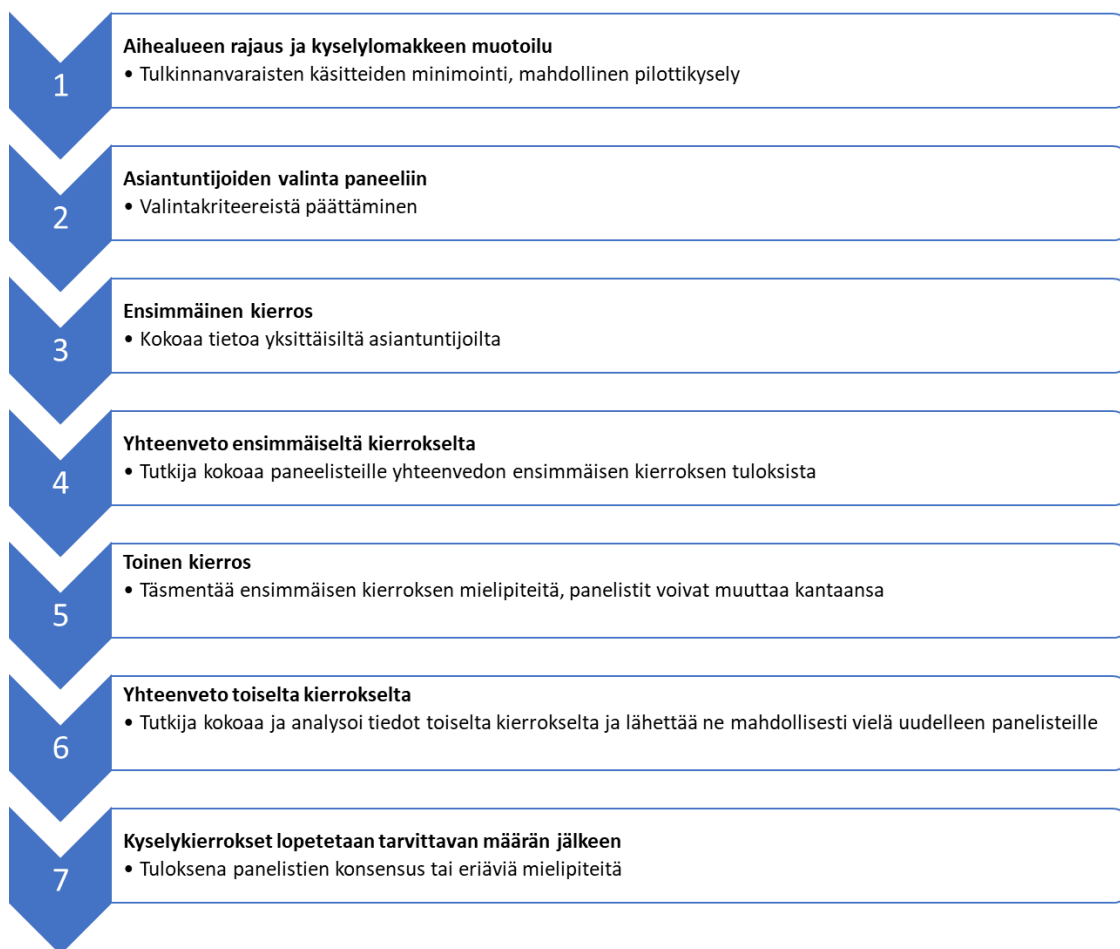 1
Aihealueen rajaus ja kyselylomakkeen muotoilu
• Tulkinnanvaraisten käsitteiden minimointi, mahdollinen pilottikysely
2
Asiantuntijoiden valinta paneeliin
• Valintakriteereistä päättäminen
3
Ensimmäinen kierros
• Kokoaa tietoa yksittäisiltä asiantuntijoilta
4
Yhteenveto ensimmäiseltä kierrokselta
• Tutkija kokoaa paneelisteille yhteenvedon ensimmäisen kierroksen tuloksista
5
Toinen kierros
• Täsmentää ensimmäisen kierroksen mielipiteitä, panelistit voivat muuttaa kantaansa
6
Yhteenveto toiselta kierrokselta
• Tutkija kokoaa ja analysoi tiedot toiselta kierrokselta ja lähettää ne mahdollisesti vielä uudelleen panelisteille
7
Kyselykierrokset lopetetaan tarvittavan määrän jälkeen
• Tuloksena panelistien konsensus tai eriäviä mielipiteitä